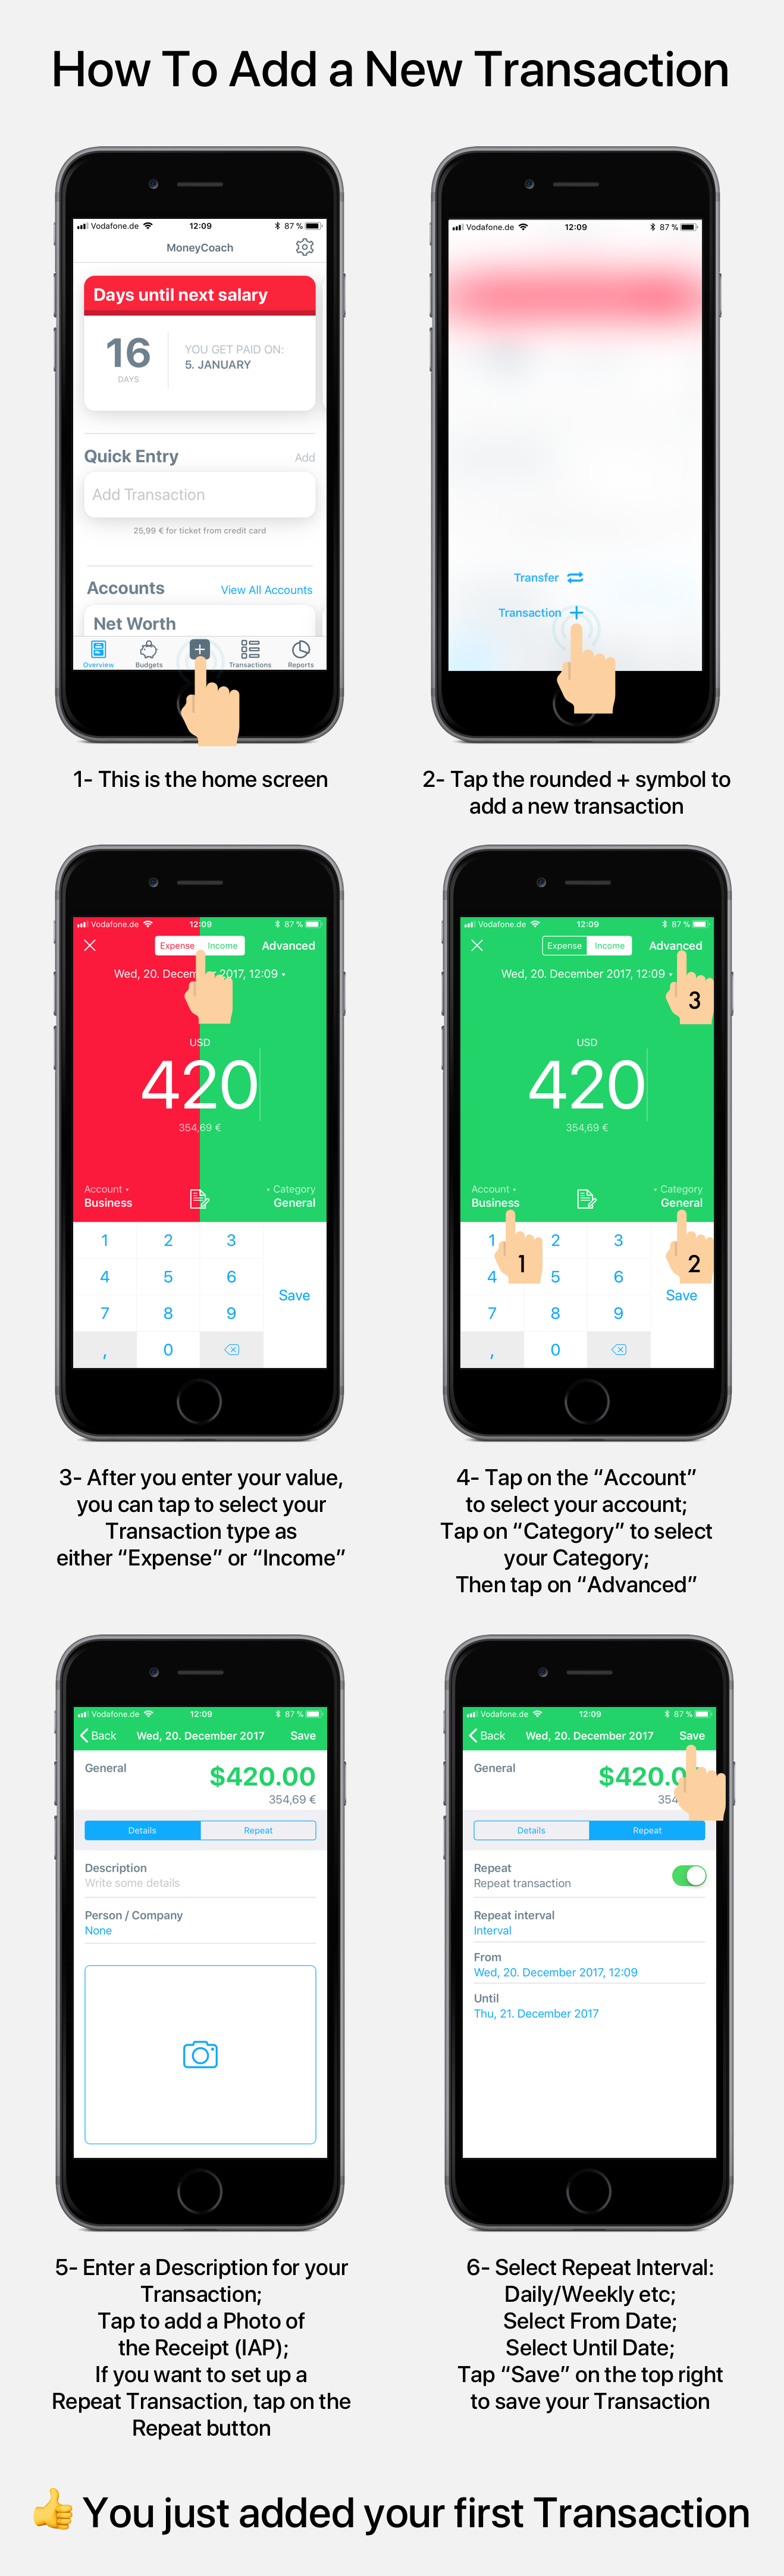 How To Add a New Transaction
Vodafone.de 12:09 87 %
MoneyCoach
Days until next salary
16
DAYS
YOU GET PAID ON:
5. JANUARY
Quick Entry Add
Add Transaction
25,99 € for ticket from credit card
Accounts View All Accounts
Net Worth
+
Overview Budgets Transactions Reports
1- This is the home screen
Vodafone.de 12:09 87 %
Transfer
Transaction +
2- Tap the rounded + symbol to
add a new transaction
Vodafone.de 12:09 87 %
Expense Income Advanced
Wed, 20. Decem r 2017, 12:09
USD
420
354,69 €
Account Category
Business General
1 2 3
4 5 6
Save
7 8 9
, 0
3- After you enter your value,
you can tap to select your
Transaction type as
either “Expense” or “Income”
Vodafone.de 12:09 87 %
Expense Income Advanced
Wed, 20. December 2017, 12:09
3
USD
420
354,69 €
Account Category
Business General
1 2 3
1 2
4 5 6
Save
7 8 9
, 0
4- Tap on the “Account”
to select your account;
Tap on “Category” to select
your Category;
Then tap on “Advanced”
Vodafone.de 12:09 87 %
Back Wed, 20. December 2017 Save
General $420.00
354,69 €
Details Repeat
Description
Write some details
Person / Company
None
5- Enter a Description for your
Transaction;
Tap to add a Photo of
the Receipt (IAP);
If you want to set up a
Repeat Transaction, tap on the
Repeat button
Vodafone.de 12:09 87 %
Back Wed, 20. December 2017 Save
General $420.0
354
Details Repeat
Repeat
Repeat transaction
Repeat interval
Interval
From
Wed, 20. December 2017, 12:09
Until
Thu, 21. December 2017
6- Select Repeat Interval:
Daily/Weekly etc;
Select From Date;
Select Until Date;
Tap “Save” on the top right
to save your Transaction
👍 You just added your first Transaction